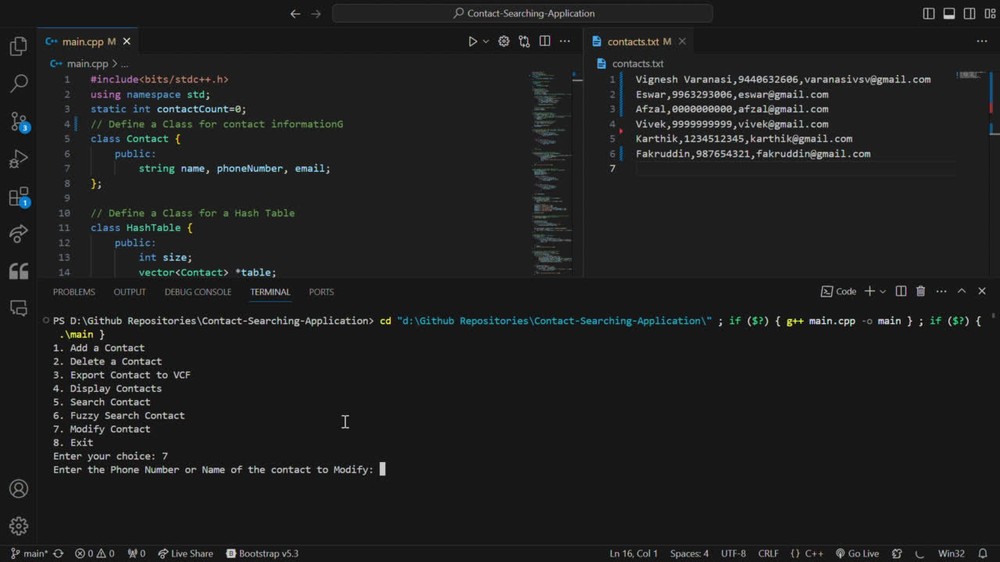 Contact-Searching-Application
main.cpp M
contacts.txt M
main.cpp > ...
contacts.txt
1 #include<bits/stdc++.h>
2 using namespace std;
3 static int contactCount=0;
4 // Define a Class for contact informationG
5 class Contact {
6 public:
7 string name, phoneNumber, email;
8 };
9
10 // Define a Class for a Hash Table
11 class HashTable {
12 public:
13 int size;
14 vector<Contact> *table;
1 Vignesh Varanasi,9440632606,varanasivsv@gmail.com
2 Eswar,9963293006,eswar@gmail.com
3 Afzal,0000000000,afzal@gmail.com
4 Vivek,9999999999,vivek@gmail.com
5 Karthik,1234512345,karthik@gmail.com
6 Fakruddin,987654321,fakruddin@gmail.com
7
3
1
PROBLEMS OUTPUT DEBUG CONSOLE TERMINAL PORTS
Code
PS D:\Github Repositories\Contact-Searching-Application> cd "d:\Github Repositories\Contact-Searching-Application\" ; if ($?) { g++ main.cpp -o main } ; if ($?) {
.\main }
1. Add a Contact
2. Delete a Contact
3. Export Contact to VCF
4. Display Contacts
5. Search Contact
6. Fuzzy Search Contact
7. Modify Contact
8. Exit
Enter your choice: 7
Enter the Phone Number or Name of the contact to Modify:
main* 0 0 0 Live Share Bootstrap v5.3 Ln 16, Col 1 Spaces: 4 UTF-8 CRLF {} C++ Go Live Win32